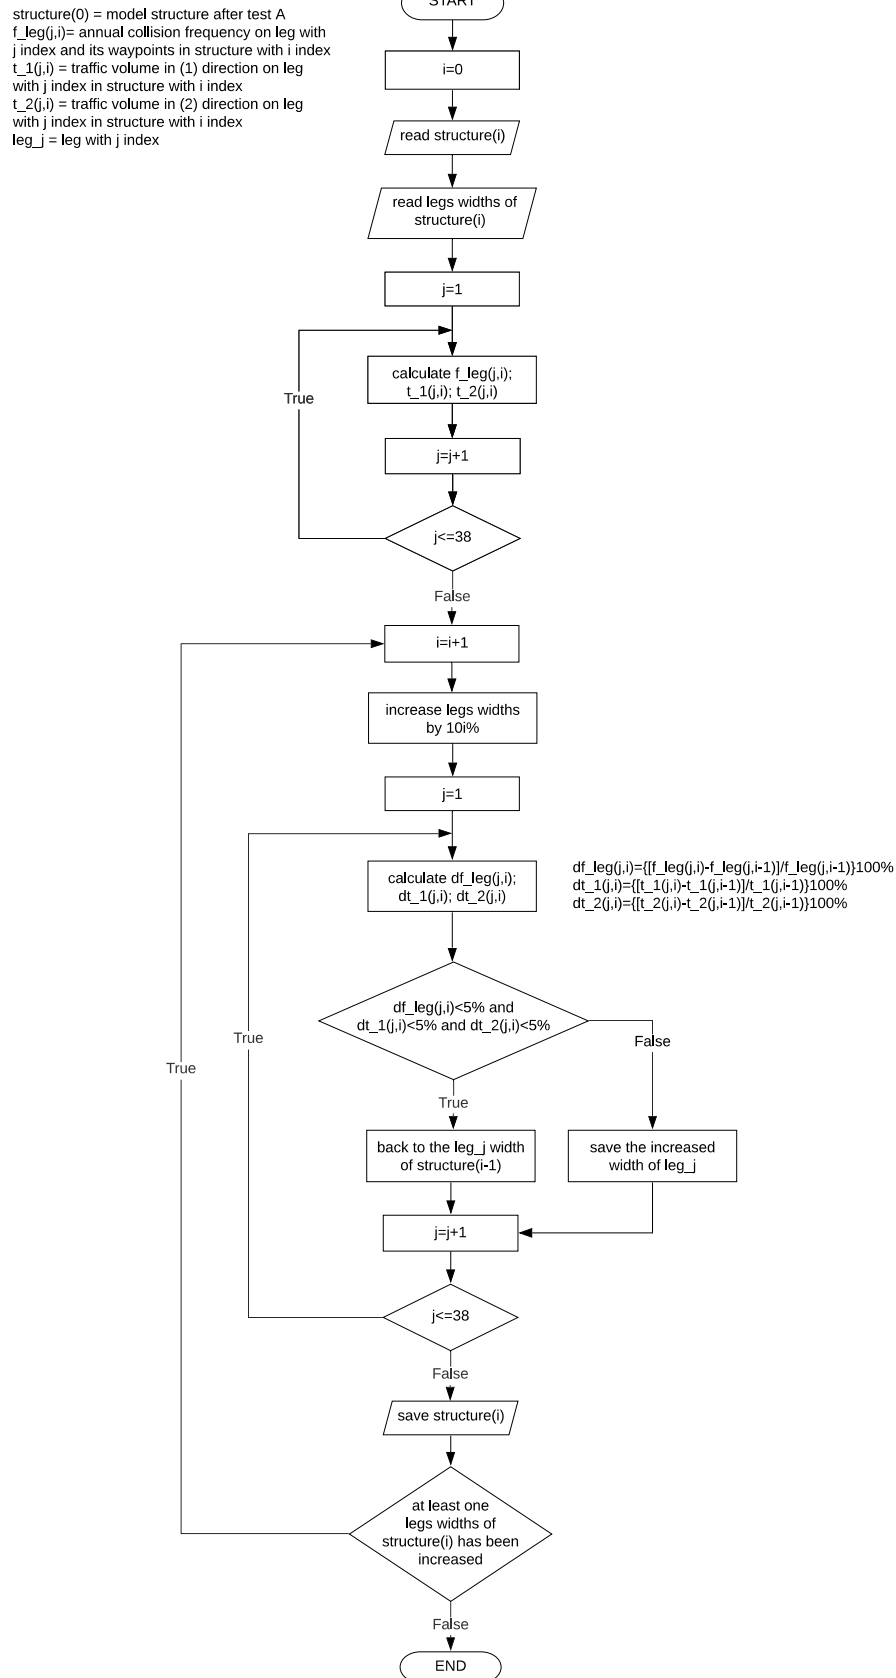 START
structure(0) = model structure after test A
f_leg(j,i)= annual collision frequency on leg with
j index and its waypoints in structure with i index
t_1(j,i) = traffic volume in (1) direction on leg
with j index in structure with i index
t_2(j,i) = traffic volume in (2) direction on leg
with j index in structure with i index
leg_j = leg with j index
i=0
read structure(i)
read legs widths of
structure(i)
j=1
calculate f_leg(j,i);
t_1(j,i); t_2(j,i)
True
j=j+1
j<=38
False
i=i+1
increase legs widths
by 10i%
j=1
calculate df_leg(j,i);
dt_1(j,i); dt_2(j,i)
df_leg(j,i)={[f_leg(j,i)-f_leg(j,i-1)]/f_leg(j,i-1)}100%
dt_1(j,i)={[t_1(j,i)-t_1(j,i-1)]/t_1(j,i-1)}100%
dt_2(j,i)={[t_2(j,i)-t_2(j,i-1)]/t_2(j,i-1)}100%
df_leg(j,i)<5% and
dt_1(j,i)<5% and dt_2(j,i)<5%
True
False
True
True
back to the leg_j width
of structure(i-1)
save the increased
width of leg_j
j=j+1
j<=38
False
save structure(i)
at least one
legs widths of
structure(i) has been
increased
False
END